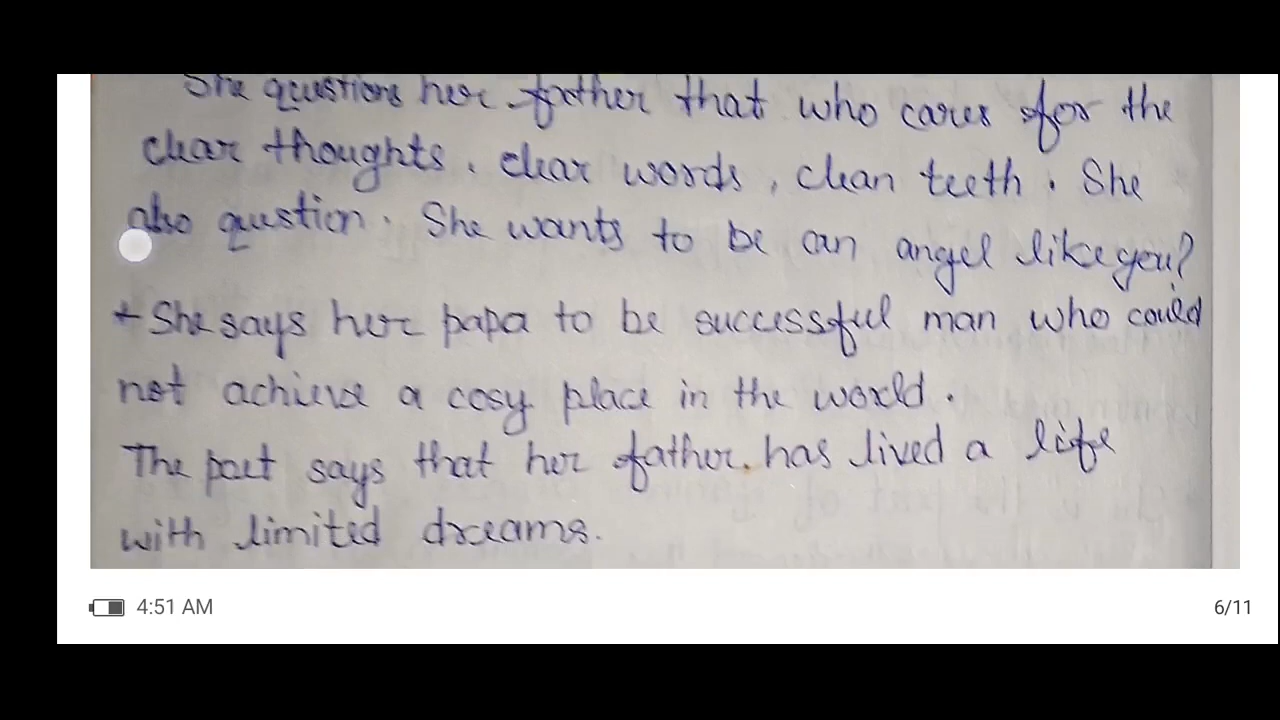 She questions her father that who cares for the
clear thoughts, clear words, clean teeth. She
also qustion. She wants to be an angel like you?
+ She says her papa to be successful man who could
not achieve a cosy place in the world.
The poet says that her father. has lived a life
with limited dreams.
4:51 AM
6/11